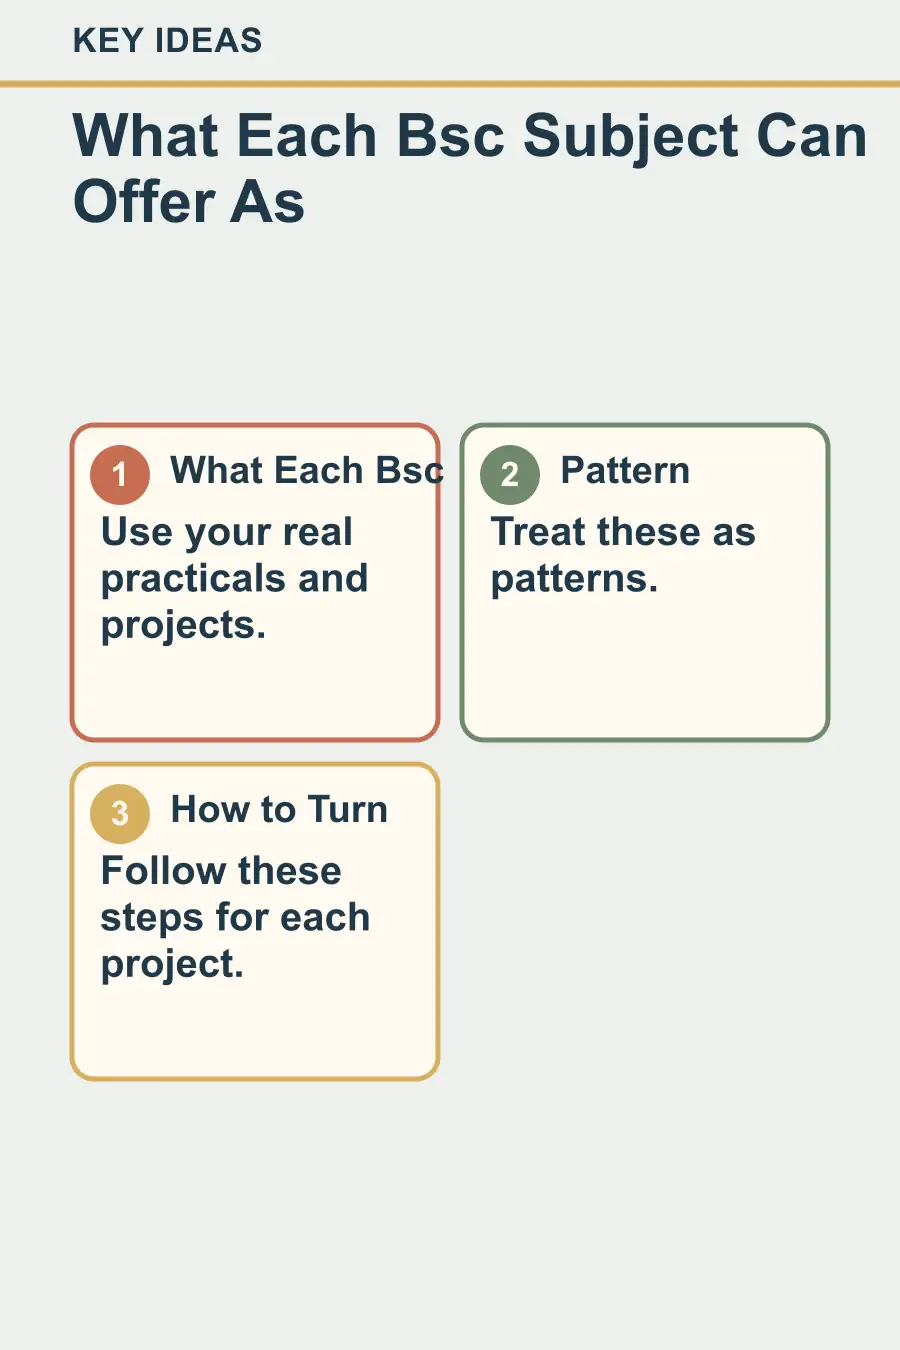 KEY IDEAS
What Each Bsc Subject Can
Offer As
1 What Each Bsc
Use your real
practicals and
projects.
2 Pattern
Treat these as
patterns.
3 How to Turn
Follow these
steps for each
project.